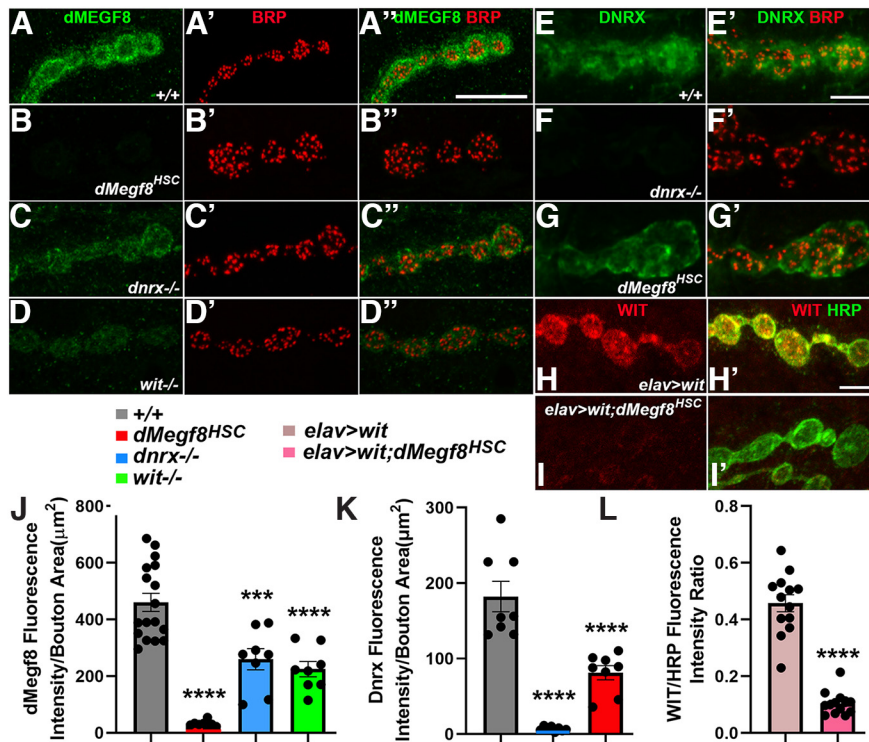 dMEGF8 BRP dMEGF8 BRP DNRX DNRX BRP
A A' A'' E E'
+/+ +/+
B B' B'' F F'
dMegf8HSC dnrx-/-
C C' C'' G G'
dnrx-/- dMegf8HSC
D D' D'' WIT WIT HRP
wit-/- H elav>wit H'
elav>wit;dMegf8HSC
I I'
+/+
dMegf8HSC elav>wit
dnrx-/- elav>wit;dMegf8HSC
wit-/-
J K L
dMegf8 Fluorescence
Intensity/Bouton Area(μm2)
800
600
400
200
0
****
***
****
Dnrx Fluorescence
Intensity/Bouton Area(μm2)
300
200
100
0
****
****
WIT/HRP Fluorescence
Intensity Ratio
0.8
0.6
0.4
0.2
0.0
****